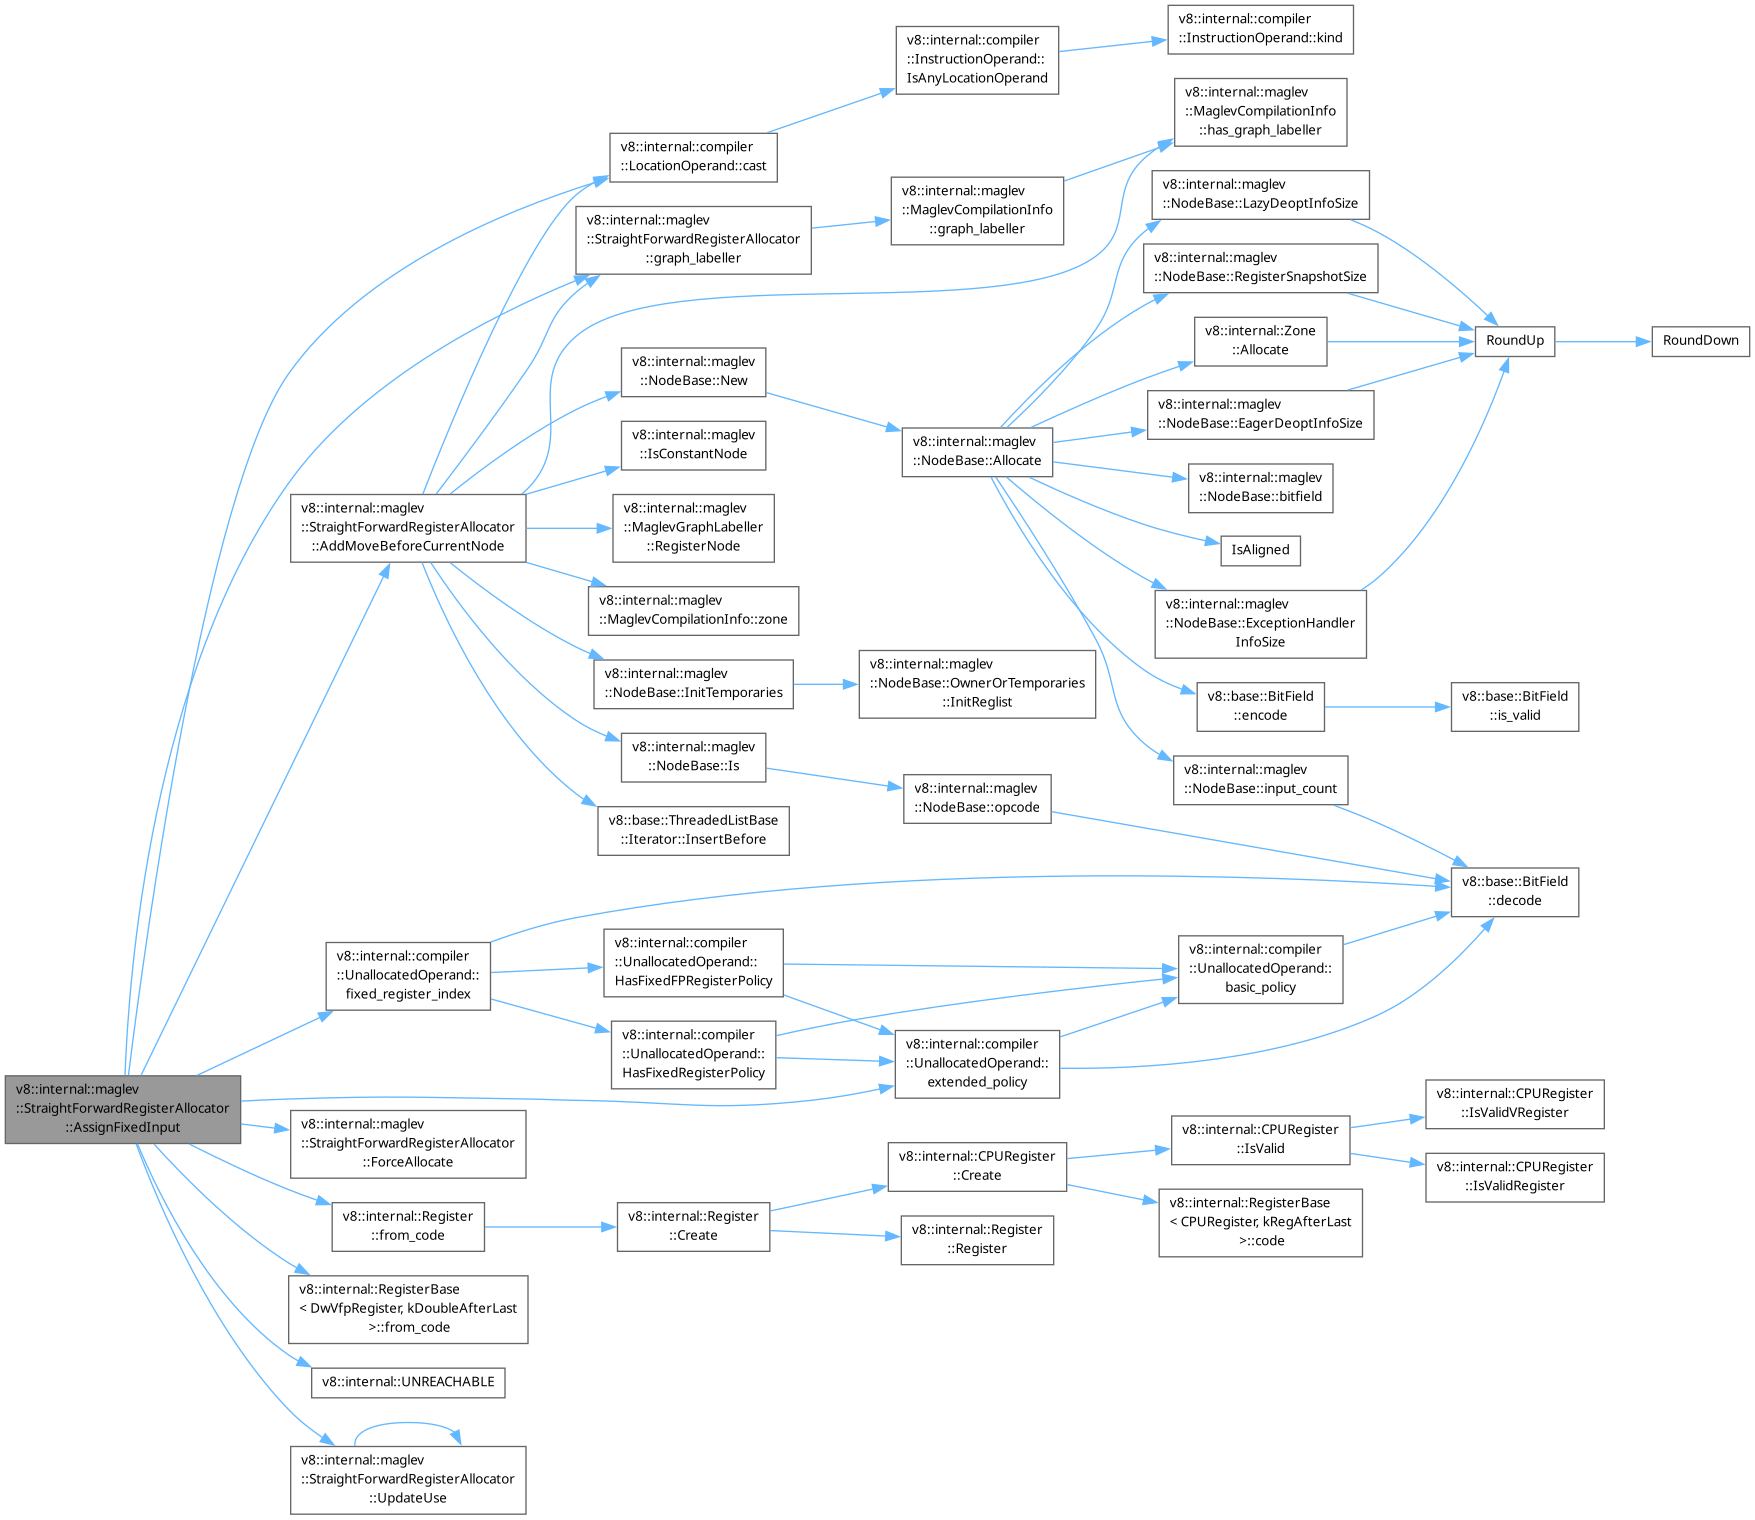 v8::internal::compiler
::InstructionOperand::kind
v8::internal::compiler
::InstructionOperand::
IsAnyLocationOperand
v8::internal::maglev
::MaglevCompilationInfo
::has_graph_labeller
v8::internal::compiler
::LocationOperand::cast
v8::internal::maglev
::StraightForwardRegisterAllocator
::graph_labeller
v8::internal::maglev
::MaglevCompilationInfo
::graph_labeller
v8::internal::maglev
::NodeBase::LazyDeoptInfoSize
v8::internal::maglev
::NodeBase::RegisterSnapshotSize
v8::internal::Zone
::Allocate
RoundUp
RoundDown
v8::internal::maglev
::NodeBase::New
v8::internal::maglev
::NodeBase::EagerDeoptInfoSize
v8::internal::maglev
::IsConstantNode
v8::internal::maglev
::NodeBase::Allocate
v8::internal::maglev
::NodeBase::bitfield
v8::internal::maglev
::StraightForwardRegisterAllocator
::AddMoveBeforeCurrentNode
v8::internal::maglev
::MaglevGraphLabeller
::RegisterNode
IsAligned
v8::internal::maglev
::MaglevCompilationInfo::zone
v8::internal::maglev
::NodeBase::ExceptionHandler
InfoSize
v8::internal::maglev
::NodeBase::InitTemporaries
v8::internal::maglev
::NodeBase::OwnerOrTemporaries
::InitReglist
v8::base::BitField
::encode
v8::base::BitField
::is_valid
v8::internal::maglev
::NodeBase::Is
v8::internal::maglev
::NodeBase::opcode
v8::internal::maglev
::NodeBase::input_count
v8::base::ThreadedListBase
::Iterator::InsertBefore
v8::base::BitField
::decode
v8::internal::compiler
::UnallocatedOperand::
fixed_register_index
v8::internal::compiler
::UnallocatedOperand::
HasFixedFPRegisterPolicy
v8::internal::compiler
::UnallocatedOperand::
basic_policy
v8::internal::compiler
::UnallocatedOperand::
HasFixedRegisterPolicy
v8::internal::compiler
::UnallocatedOperand::
extended_policy
v8::internal::maglev
::StraightForwardRegisterAllocator
::AssignFixedInput
v8::internal::maglev
::StraightForwardRegisterAllocator
::ForceAllocate
v8::internal::CPURegister
::IsValidVRegister
v8::internal::CPURegister
::IsValid
v8::internal::CPURegister
::Create
v8::internal::CPURegister
::IsValidRegister
v8::internal::Register
::from_code
v8::internal::Register
::Create
v8::internal::RegisterBase
< CPURegister, kRegAfterLast
>::code
v8::internal::Register
::Register
v8::internal::RegisterBase
< DwVfpRegister, kDoubleAfterLast
>::from_code
v8::internal::UNREACHABLE
v8::internal::maglev
::StraightForwardRegisterAllocator
::UpdateUse